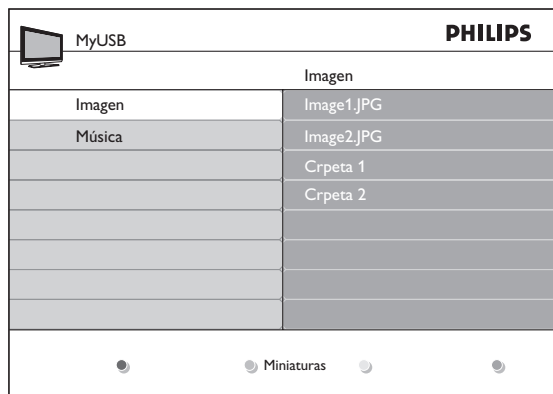 MyUSB PHILIPS
Imagen
Imagen Image1.JPG
Música Image2.JPG
Crpeta 1
Crpeta 2
Miniaturas